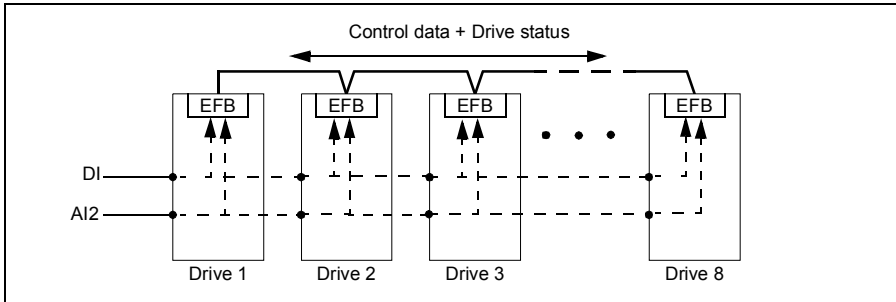 Control data + Drive status
EFB EFB EFB EFB
DI
AI2
Drive 1 Drive 2 Drive 3 Drive 8